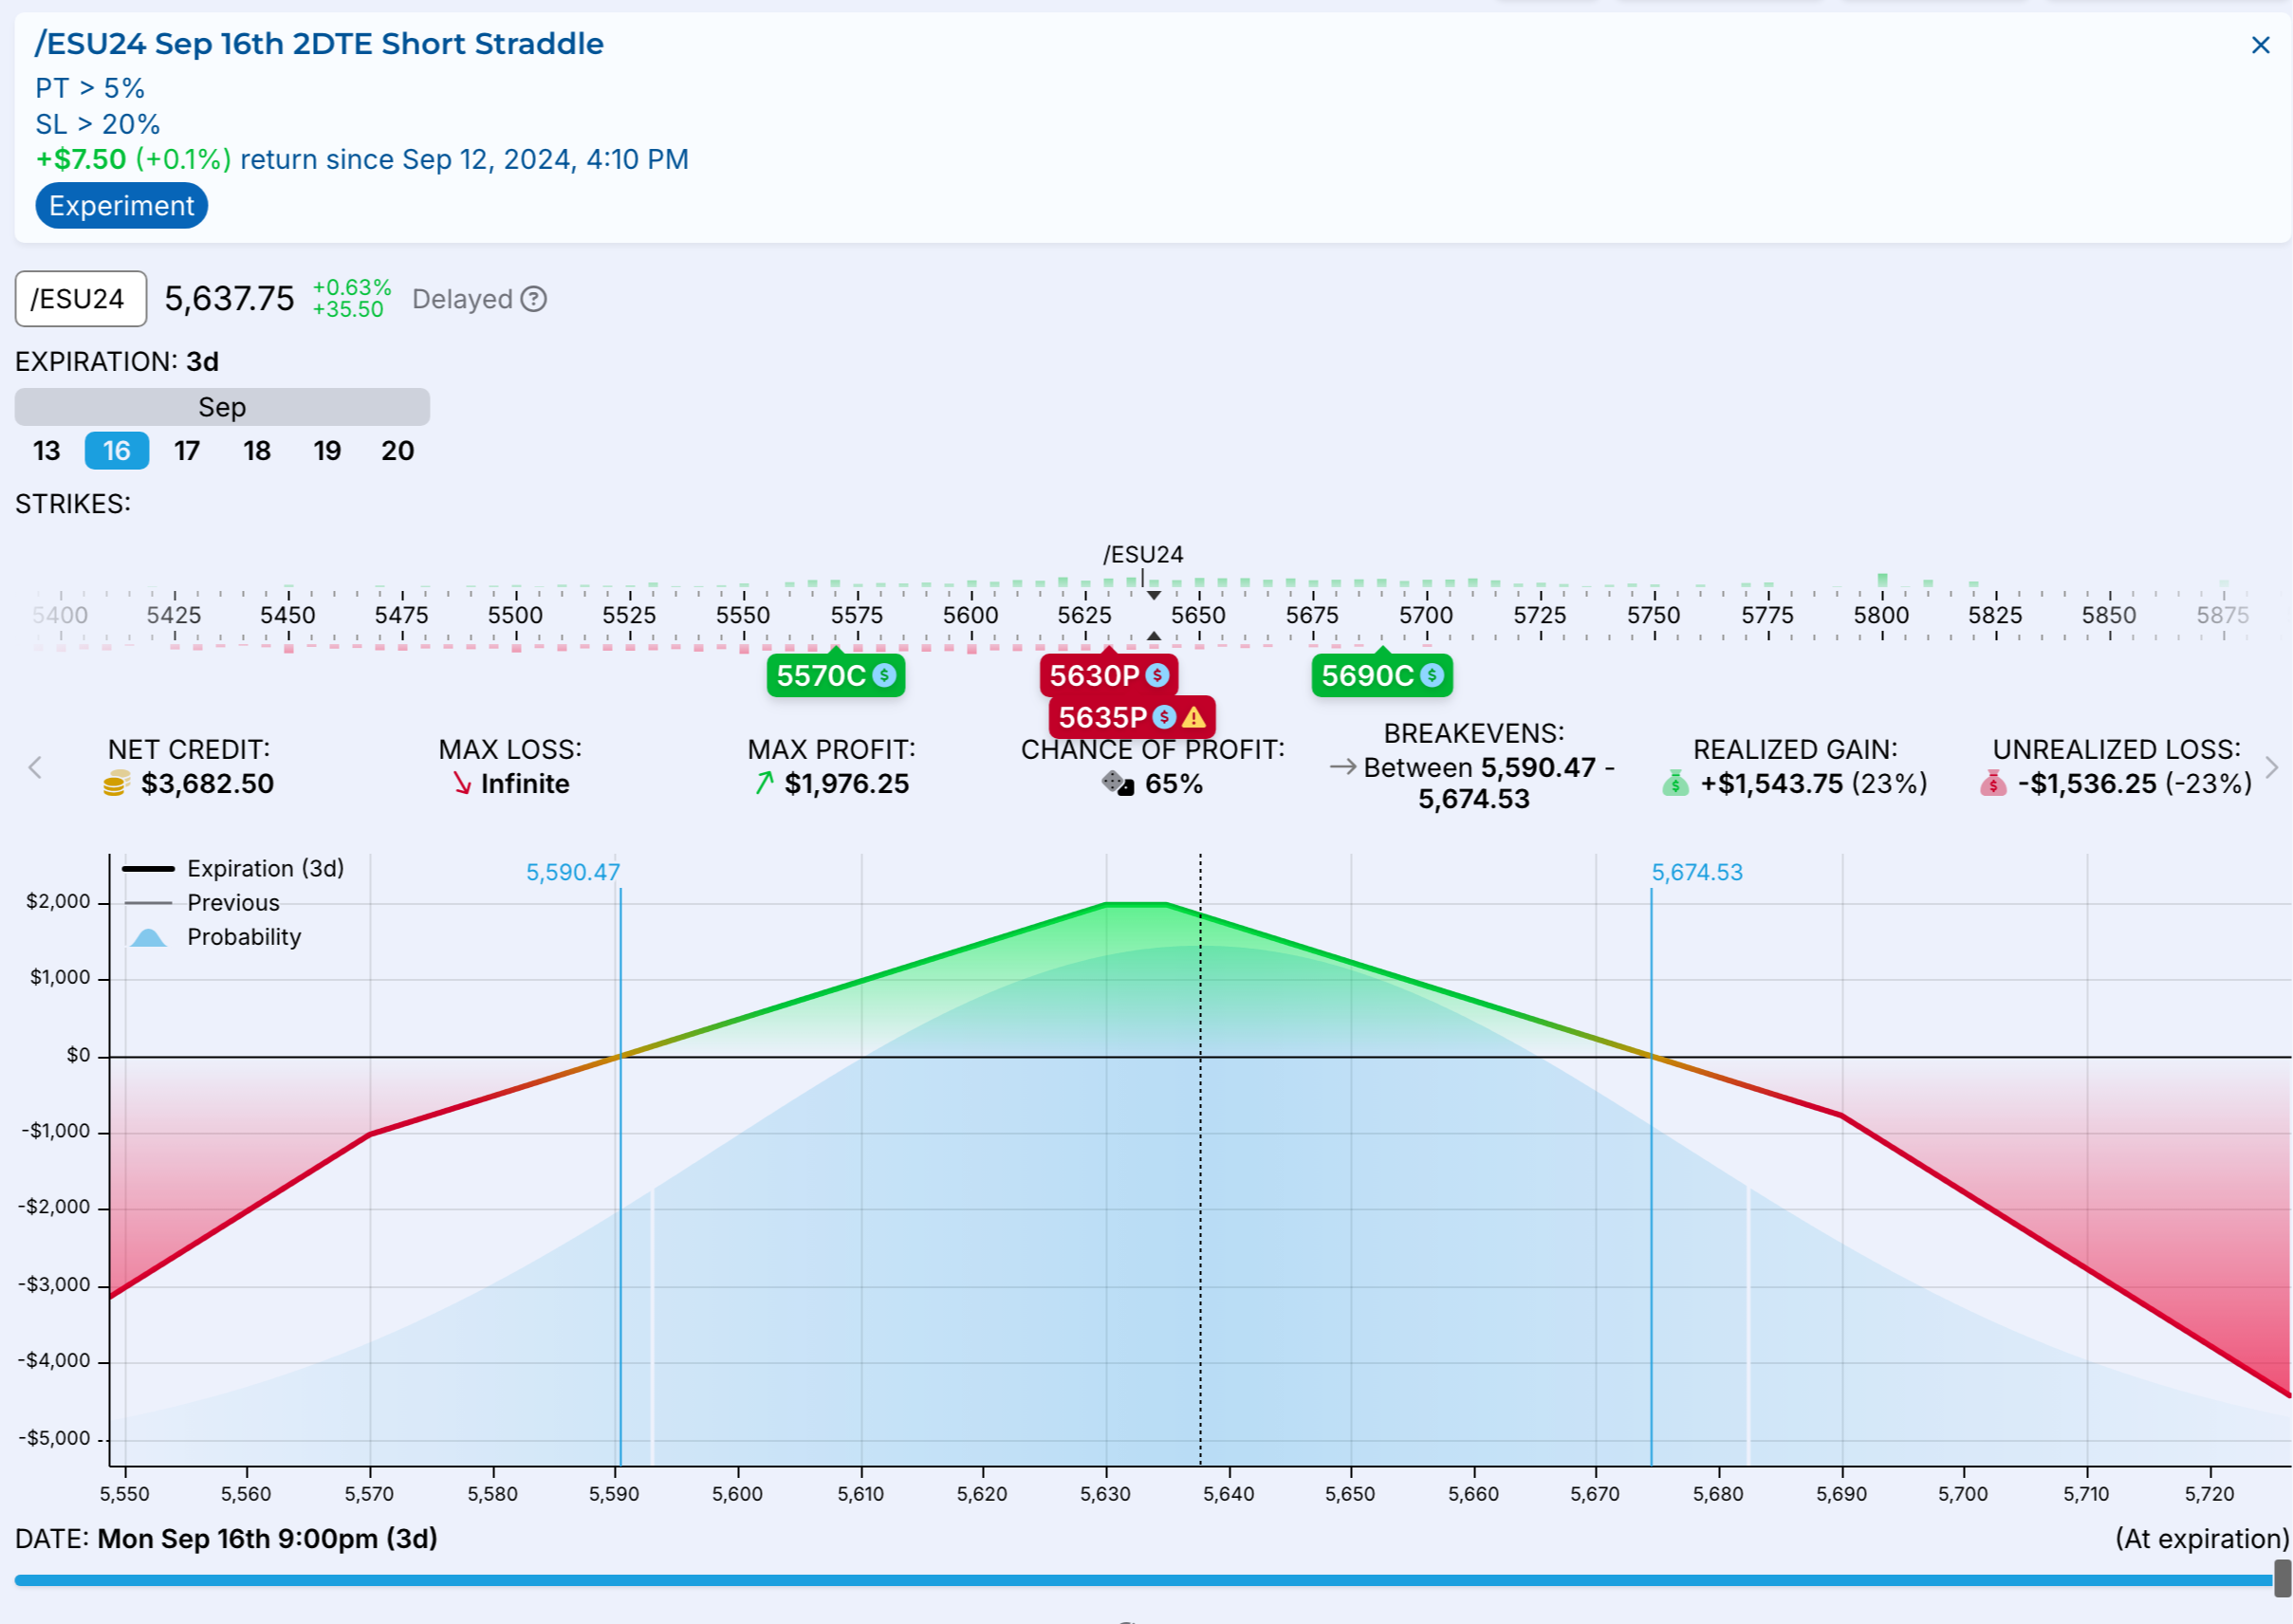 /ESU24 Sep 16th 2DTE Short Straddle
PT > 5%
SL > 20%
+$7.50 (+0.1%) return since Sep 12, 2024, 4:10 PM
Experiment
/ESU24 5,637.75 +0.63% +35.50 Delayed ?
EXPIRATION: 3d
Sep
13 16 17 18 19 20
STRIKES:
/ESU24
5400 5425 5450 5475 5500 5525 5550 5575 5600 5625 5650 5675 5700 5725 5750 5775 5800 5825 5850 5875
5570C $ 5630P $ 5690C $
5635P $ !
NET CREDIT:
$3,682.50
MAX LOSS:
Infinite
MAX PROFIT:
$1,976.25
CHANCE OF PROFIT:
65%
BREAKEVENS:
Between 5,590.47 -
5,674.53
REALIZED GAIN:
+$1,543.75 (23%)
UNREALIZED LOSS:
-$1,536.25 (-23%)
Expiration (3d)
Previous
Probability
5,590.47
5,674.53
$2,000
$1,000
$0
-$1,000
-$2,000
-$3,000
-$4,000
-$5,000
5,550 5,560 5,570 5,580 5,590 5,600 5,610 5,620 5,630 5,640 5,650 5,660 5,670 5,680 5,690 5,700 5,710 5,720
DATE: Mon Sep 16th 9:00pm (3d)
(At expiration)